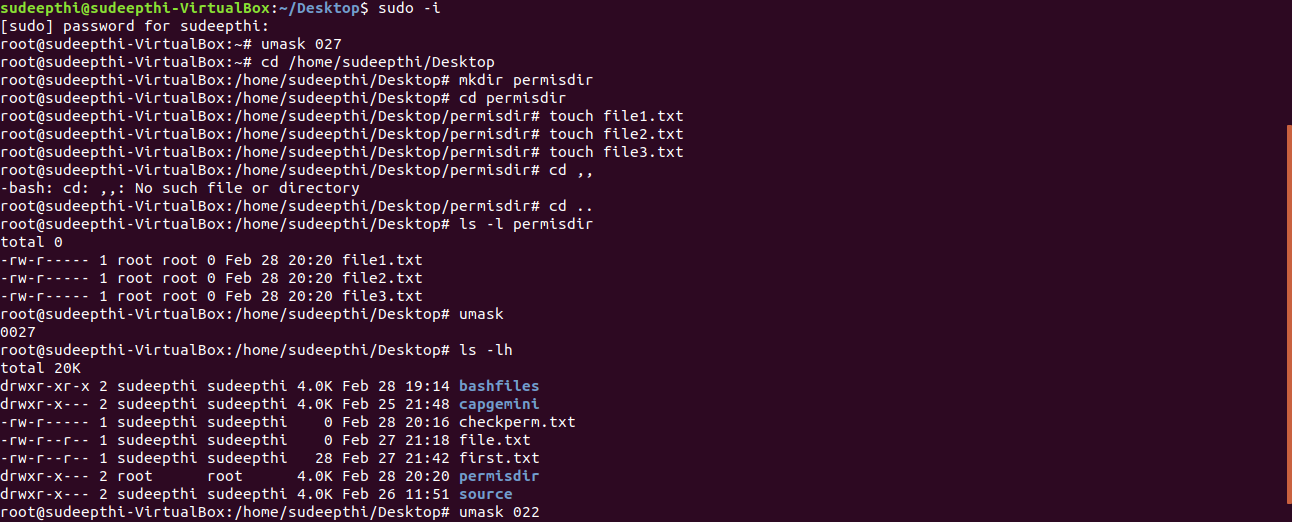 sudeepthi@sudeepthi-VirtualBox:~/Desktop$ sudo -i
[sudo] password for sudeepthi:
root@sudeepthi-VirtualBox:~# umask 027
root@sudeepthi-VirtualBox:~# cd /home/sudeepthi/Desktop
root@sudeepthi-VirtualBox:/home/sudeepthi/Desktop# mkdir permisdir
root@sudeepthi-VirtualBox:/home/sudeepthi/Desktop# cd permisdir
root@sudeepthi-VirtualBox:/home/sudeepthi/Desktop/permisdir# touch file1.txt
root@sudeepthi-VirtualBox:/home/sudeepthi/Desktop/permisdir# touch file2.txt
root@sudeepthi-VirtualBox:/home/sudeepthi/Desktop/permisdir# touch file3.txt
root@sudeepthi-VirtualBox:/home/sudeepthi/Desktop/permisdir# cd ,,
-bash: cd: ,,: No such file or directory
root@sudeepthi-VirtualBox:/home/sudeepthi/Desktop/permisdir# cd ..
root@sudeepthi-VirtualBox:/home/sudeepthi/Desktop# ls -l permisdir
total 0
-rw-r----- 1 root root 0 Feb 28 20:20 file1.txt
-rw-r----- 1 root root 0 Feb 28 20:20 file2.txt
-rw-r----- 1 root root 0 Feb 28 20:20 file3.txt
root@sudeepthi-VirtualBox:/home/sudeepthi/Desktop# umask
0027
root@sudeepthi-VirtualBox:/home/sudeepthi/Desktop# ls -lh
total 20K
drwxr-xr-x 2 sudeepthi sudeepthi 4.0K Feb 28 19:14 bashfiles
drwxr-x--- 2 sudeepthi sudeepthi 4.0K Feb 25 21:48 capgemini
-rw-r----- 1 sudeepthi sudeepthi    0 Feb 28 20:16 checkperm.txt
-rw-r--r-- 1 sudeepthi sudeepthi    0 Feb 27 21:18 file.txt
-rw-r--r-- 1 sudeepthi sudeepthi   28 Feb 27 21:42 first.txt
drwxr-x--- 2 root      root      4.0K Feb 28 20:20 permisdir
drwxr-x--- 2 sudeepthi sudeepthi 4.0K Feb 26 11:51 source
root@sudeepthi-VirtualBox:/home/sudeepthi/Desktop# umask 022